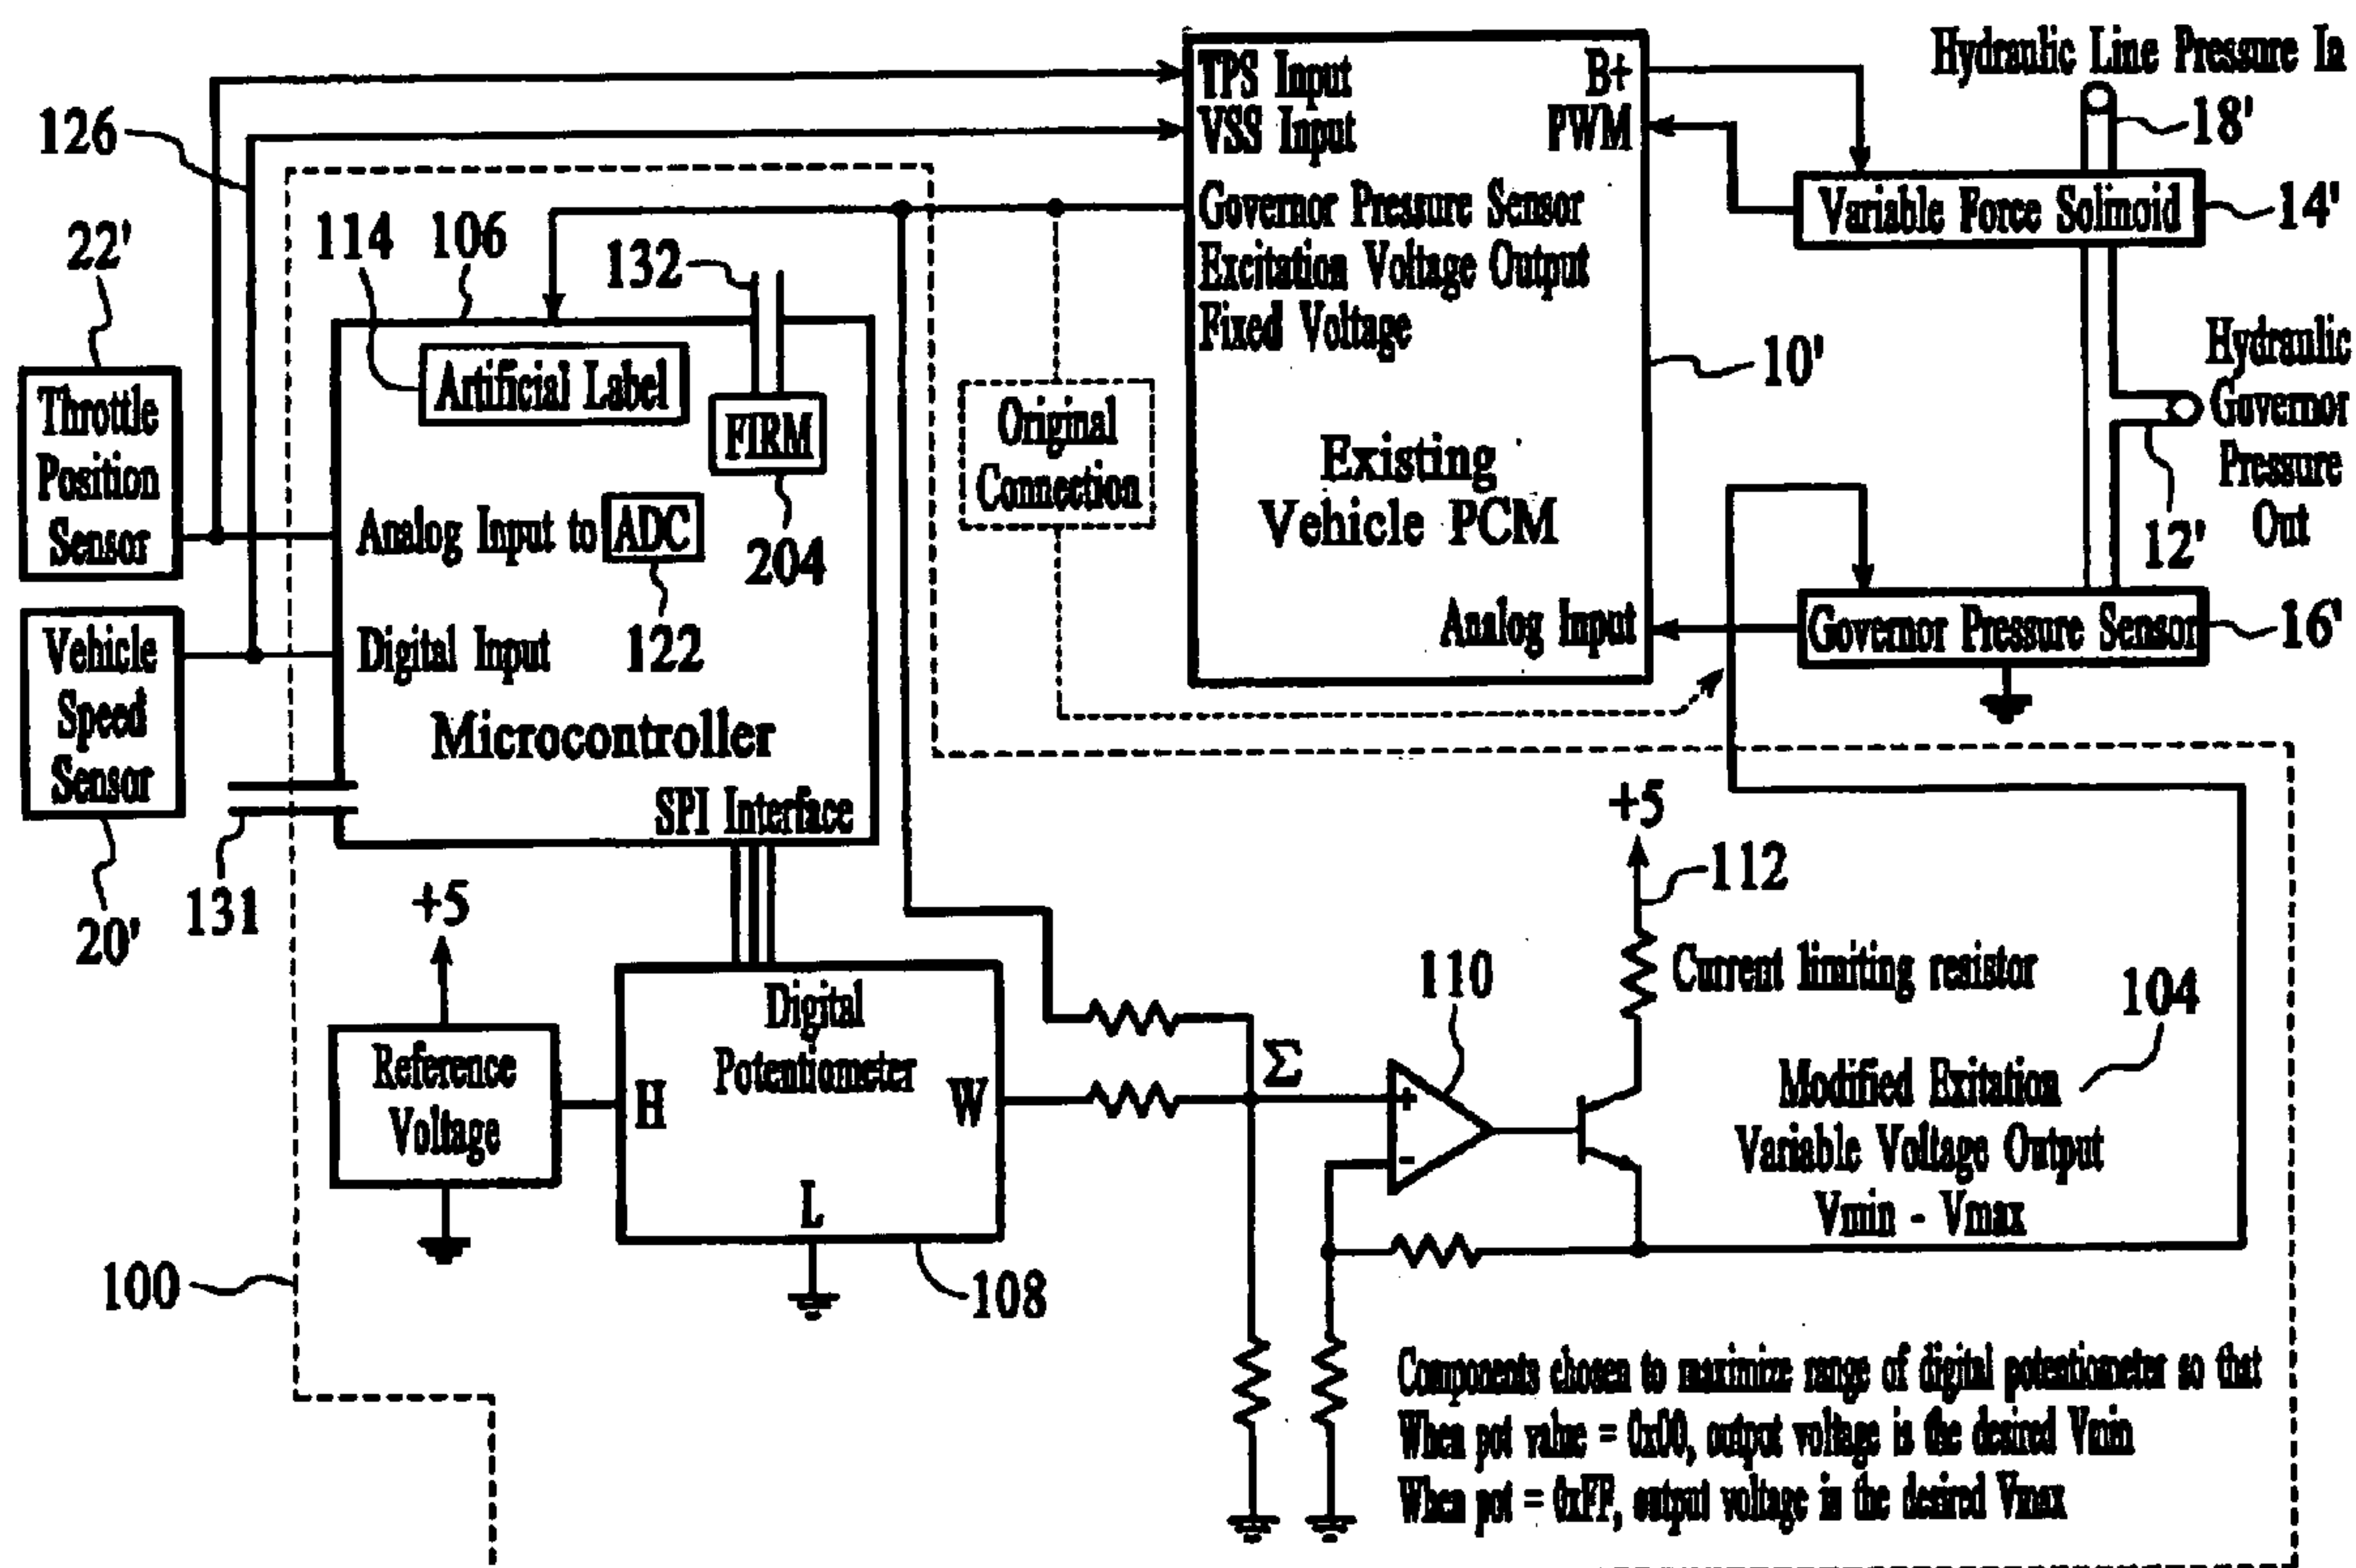 Hydraulic Line Pressure In
TPS Input
B+
126
VSS Input
PWM
18'
Variable Force Solinoid
14'
Governor Pressure Sensor
Excitation Voltage Output
Fixed Voltage
22'
114
106
132
10'
Hydraulic
Governor
Pressure
Out
Throttle
Position
Sensor
Artificial Label
FIRM
Original
Connection
Existing
Vehicle PCM
12'
Analog Input to ADC
204
Vehicle
Speed
Sensor
Digital Input
122
Analog Input
Governor Pressure Sensor
16'
Microcontroller
SPI Interface
131
20'
+5
+5
112
Current limiting resistor
104
Digital
Potentiometer
Reference
Voltage
H
W
L
Σ
110
+
-
Modified Exitation
Variable Voltage Output
Vmin - Vmax
100
108
Components chosen to maximize range of digital potentiometer so that
When pot value = 0x00, output voltage is the desired Vmin
When pot = 0xFF, output voltage is the desired Vmax